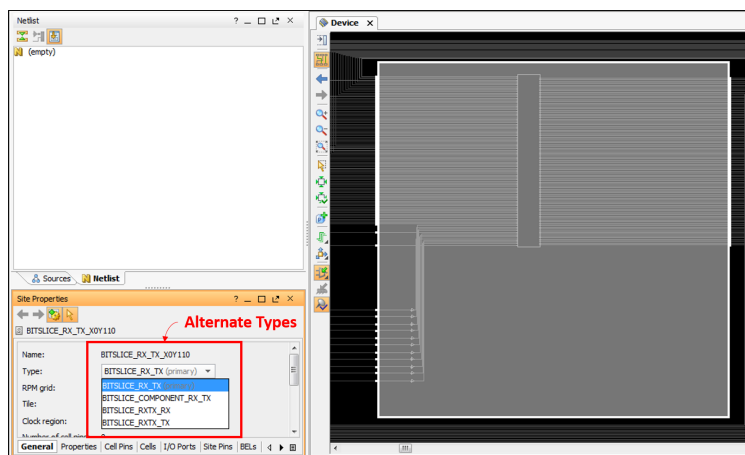 Netlist
(empty)
Sources
Netlist
Site Properties
BITSLICE_RX_TX_X0Y110
Alternate Types
Name: BITSLICE_RX_TX_X0Y110
Type: BITSLICE_RX_TX (primary)
RPM grid: BITSLICE_RX_TX (primary)
Tile: BITSLICE_COMPONENT_RX_TX
BITSLICE_RXTX_RX
Clock region: BITSLICE_RXTX_TX
General Properties Cell Pins Cells I/O Ports Site Pins BELs
Device